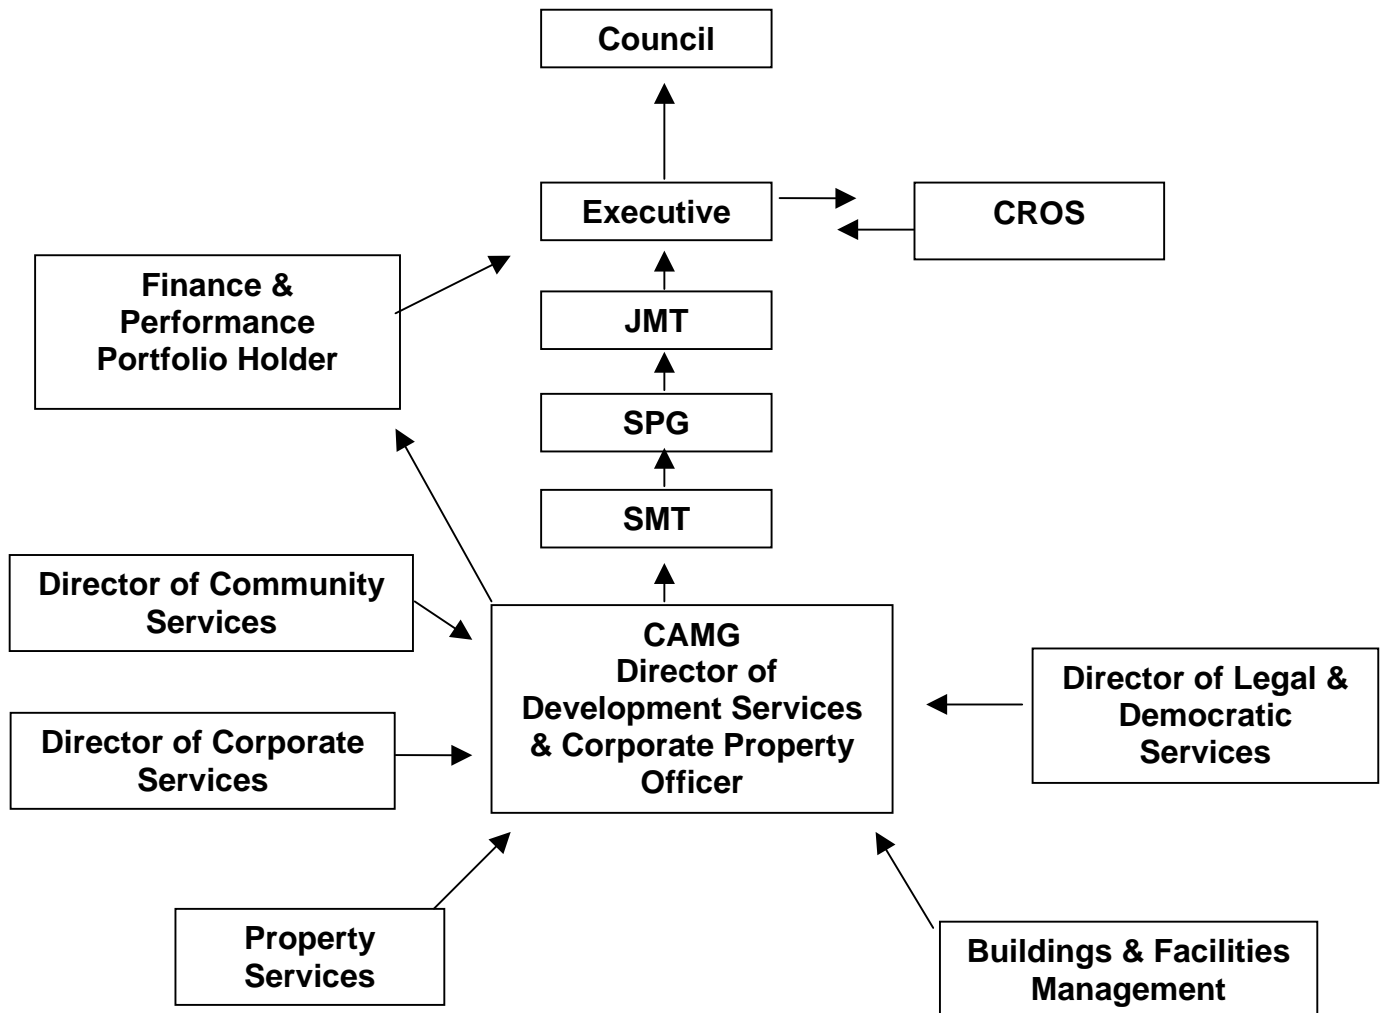 Council
Executive
CROS
Finance &
Performance
Portfolio Holder
JMT
SPG
SMT
Director of Community
Services
CAMG
Director of
Development Services
& Corporate Property
Officer
Director of Legal &
Democratic
Services
Director of Corporate
Services
Property
Services
Buildings & Facilities
Management